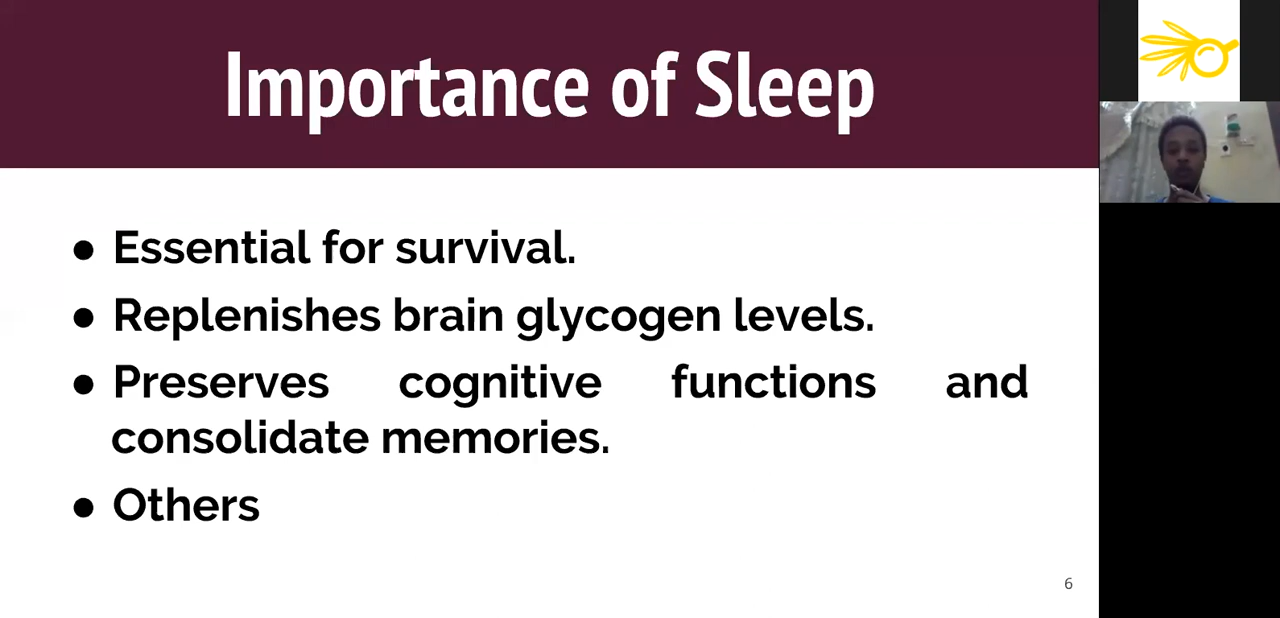 Importance of Sleep
● Essential for survival.
● Replenishes brain glycogen levels.
● Preserves cognitive functions and
consolidate memories.
● Others
6